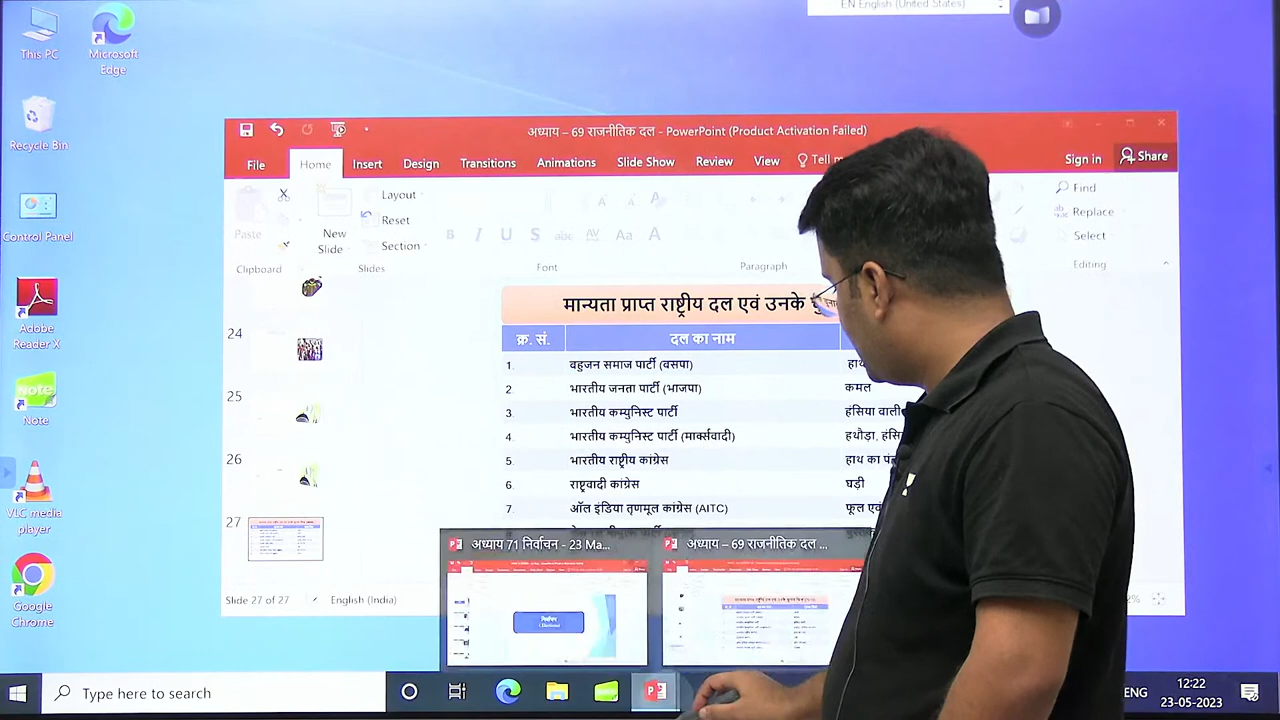 EN English (United States)
This PC
Microsoft
Edge
Recycle Bin
Control Panel
Adobe
Reader X
Note
VLC media
अध्याय – 69 राजनीतिक दल - PowerPoint (Product Activation Failed)
File Home Insert Design Transitions Animations Slide Show Review View Tell m Sign in Share
Paste
New
Slide
Layout
Reset
Section
Find
Replace
Select
Clipboard Slides Font Paragraph Editing
24
25
26
27
मान्यता प्राप्त राष्ट्रीय दल एवं उनके
क्र. सं. दल का नाम
1. बहुजन समाज पार्टी (बसपा) हाथ
2. भारतीय जनता पार्टी (भाजपा) कमल
3. भारतीय कम्युनिस्ट पार्टी हंसिया वाली
4. भारतीय कम्युनिस्ट पार्टी (मार्क्सवादी) हथौड़ा, हंसि
5. भारतीय राष्ट्रीय कांग्रेस हाथ का पं
6. राष्ट्रवादी कांग्रेस घड़ी
7. ऑल इंडिया तृणमूल कांग्रेस (AITC) फूल एवं
अध्याय 71 निर्वाचन - 23 Ma...
अध्याय – 69 राजनीतिक दल ...
निर्वाचन
Slide 27 of 27 English (India)
Type here to search
ENG
12:22
23-05-2023